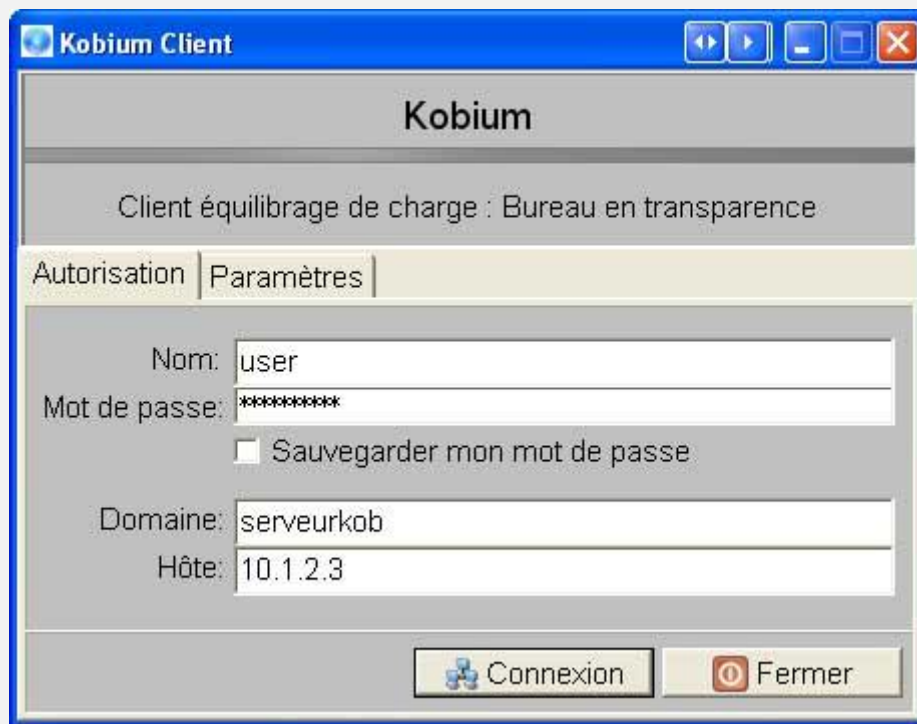 Kobium Client
Kobium
Client équilibrage de charge : Bureau en transparence
Autorisation Paramètres
Nom: user
Mot de passe: **********
Sauvegarder mon mot de passe
Domaine: serveurkob
Hôte: 10.1.2.3
Connexion Fermer